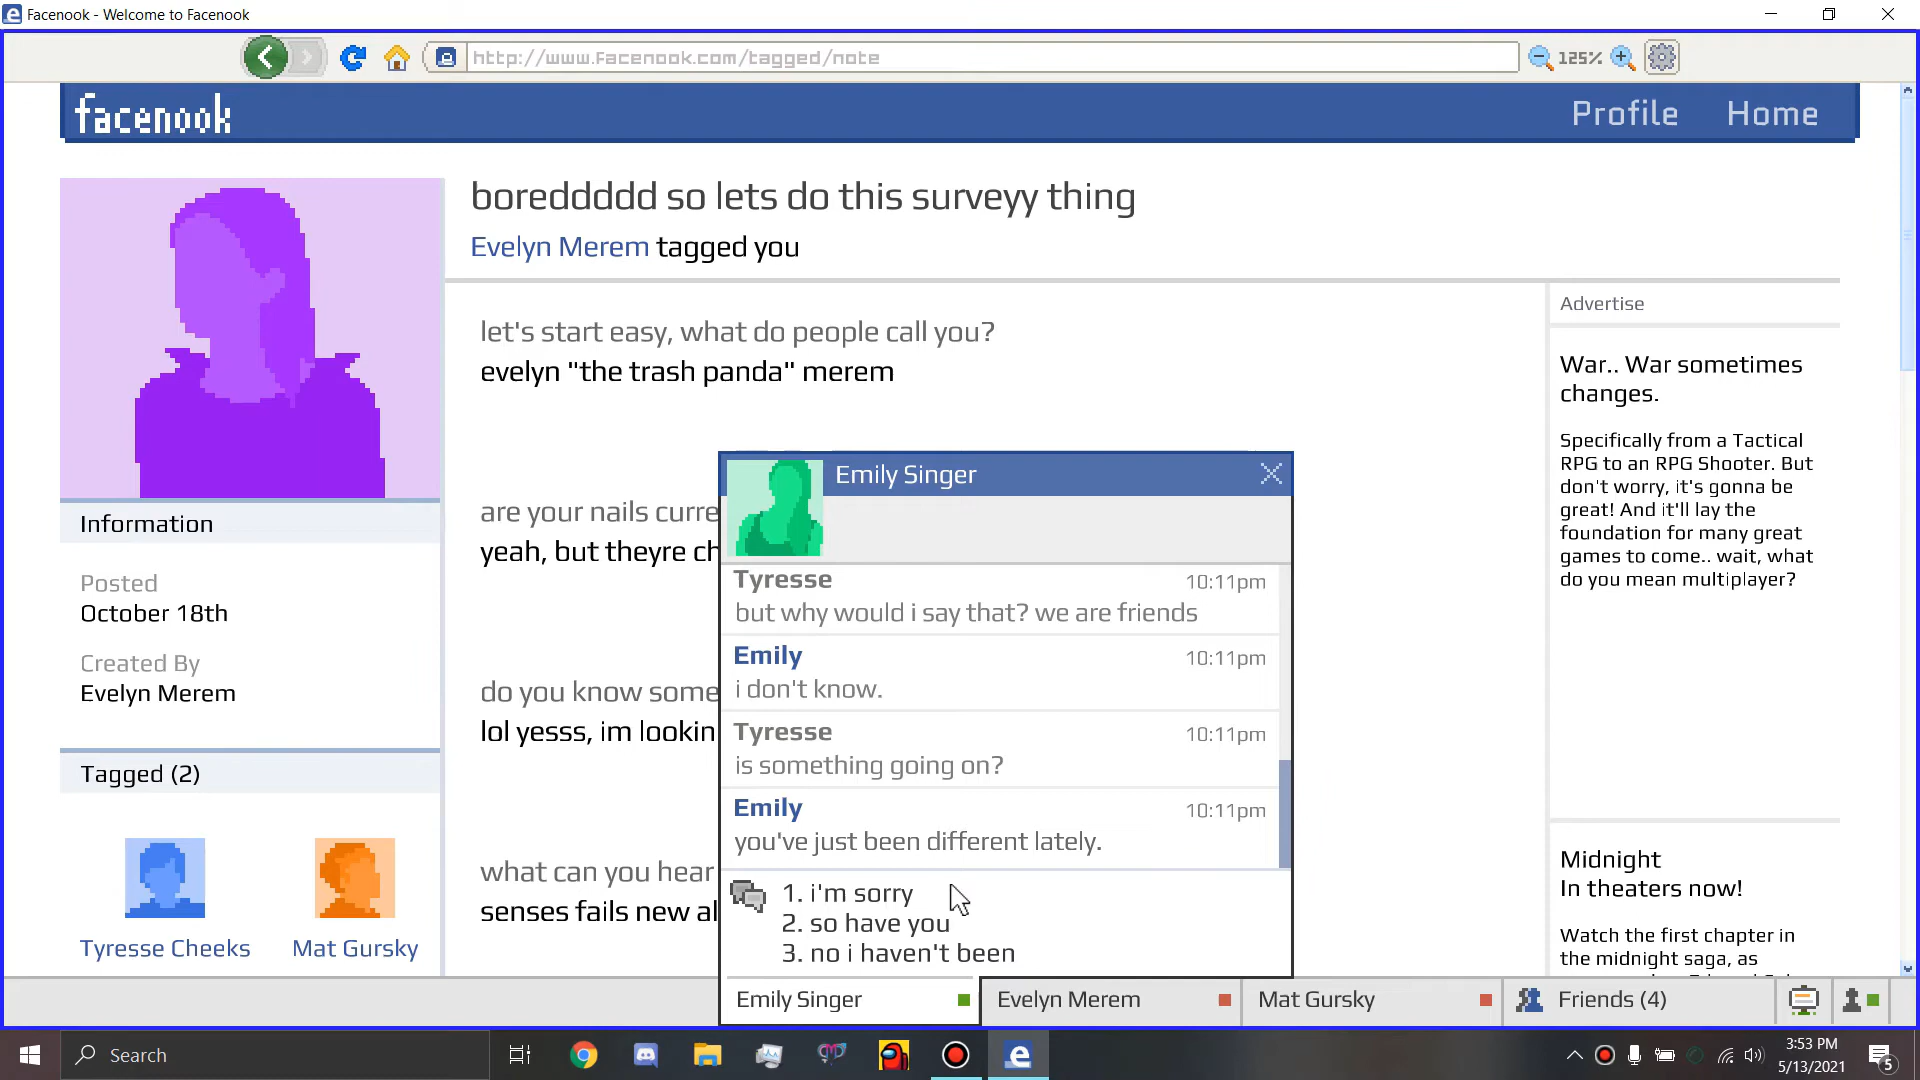 Facenook - Welcome to Facenook
http://www.Facenook.com/tagged/note
125%
facenook
Profile
Home
boreddddd so lets do this surveyy thing
Evelyn Merem tagged you
let's start easy, what do people call you?
evelyn "the trash panda" merem
are your nails curre
yeah, but theyre ch
do you know some
lol yesss, im lookin
what can you hear
senses fails new al
Information
Posted
October 18th
Created By
Evelyn Merem
Tagged (2)
Tyresse Cheeks
Mat Gursky
Emily Singer
Tyresse 10:11pm
but why would i say that? we are friends
Emily 10:11pm
i don't know.
Tyresse 10:11pm
is something going on?
Emily 10:11pm
you've just been different lately.
1. i'm sorry
2. so have you
3. no i haven't been
Advertise
War.. War sometimes
changes.
Specifically from a Tactical
RPG to an RPG Shooter. But
don't worry, it's gonna be
great! And it'll lay the
foundation for many great
games to come.. wait, what
do you mean multiplayer?
Midnight
In theaters now!
Watch the first chapter in
the midnight saga, as
Emily Singer
Evelyn Merem
Mat Gursky
Friends (4)
Search
3:53 PM
5/13/2021
5